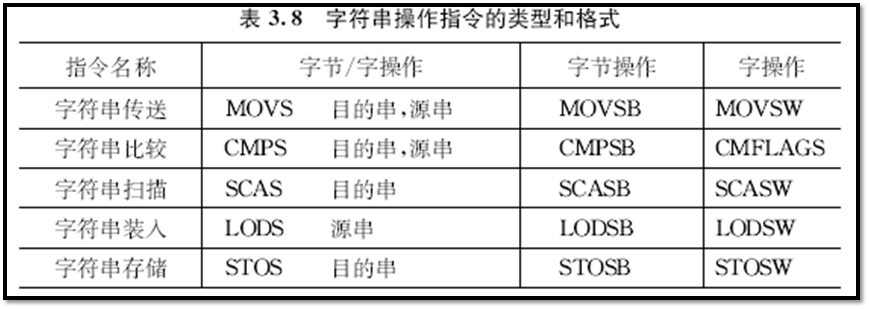 表 3.8 字符串操作指令的类型和格式
指令名称 字节/字操作 字节操作 字操作
字符串传送 MOVS 目的串,源串 MOVSB MOVSW
字符串比较 CMPS 目的串,源串 CMPSB CMFLAGS
字符串扫描 SCAS 目的串 SCASB SCASW
字符串装入 LODS 源串 LODSB LODSW
字符串存储 STOS 目的串 STOSB STOSW